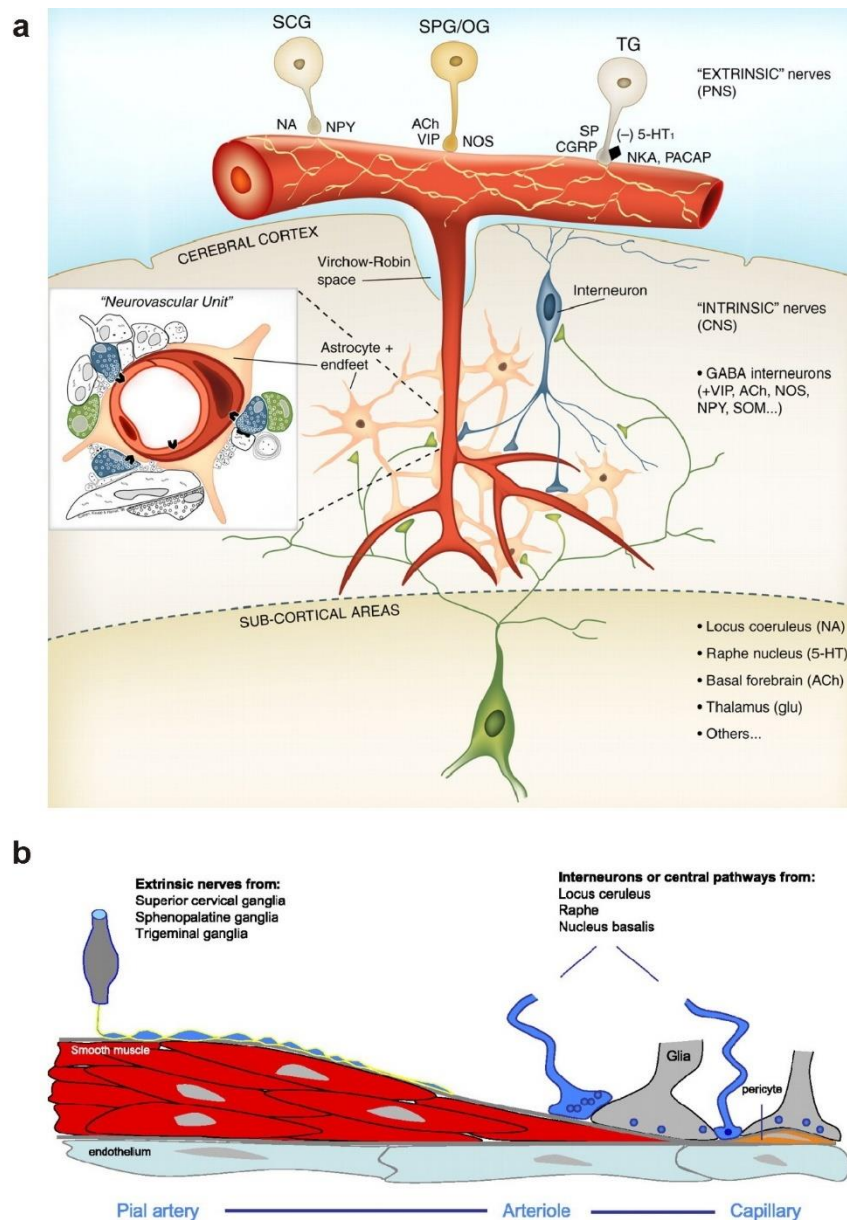 a
SCG
SPG/OG
TG
"EXTRINSIC" nerves
(PNS)
NA
NPY
ACh
VIP
NOS
SP
CGRP
(–) 5-HT1
NKA, PACAP
CEREBRAL CORTEX
Virchow-Robin
space
Interneuron
"INTRINSIC" nerves
(CNS)
"Neurovascular Unit"
Astrocyte +
endfeet
• GABA interneurons
(+VIP, ACh, NOS,
NPY, SOM...)
SUB-CORTICAL AREAS
• Locus coeruleus (NA)
• Raphe nucleus (5-HT)
• Basal forebrain (ACh)
• Thalamus (glu)
• Others...
b
Extrinsic nerves from:
Superior cervical ganglia
Sphenopalatine ganglia
Trigeminal ganglia
Interneurons or central pathways from:
Locus ceruleus
Raphe
Nucleus basalis
Smooth muscle
Glia
pericyte
endothelium
Pial artery
Arteriole
Capillary